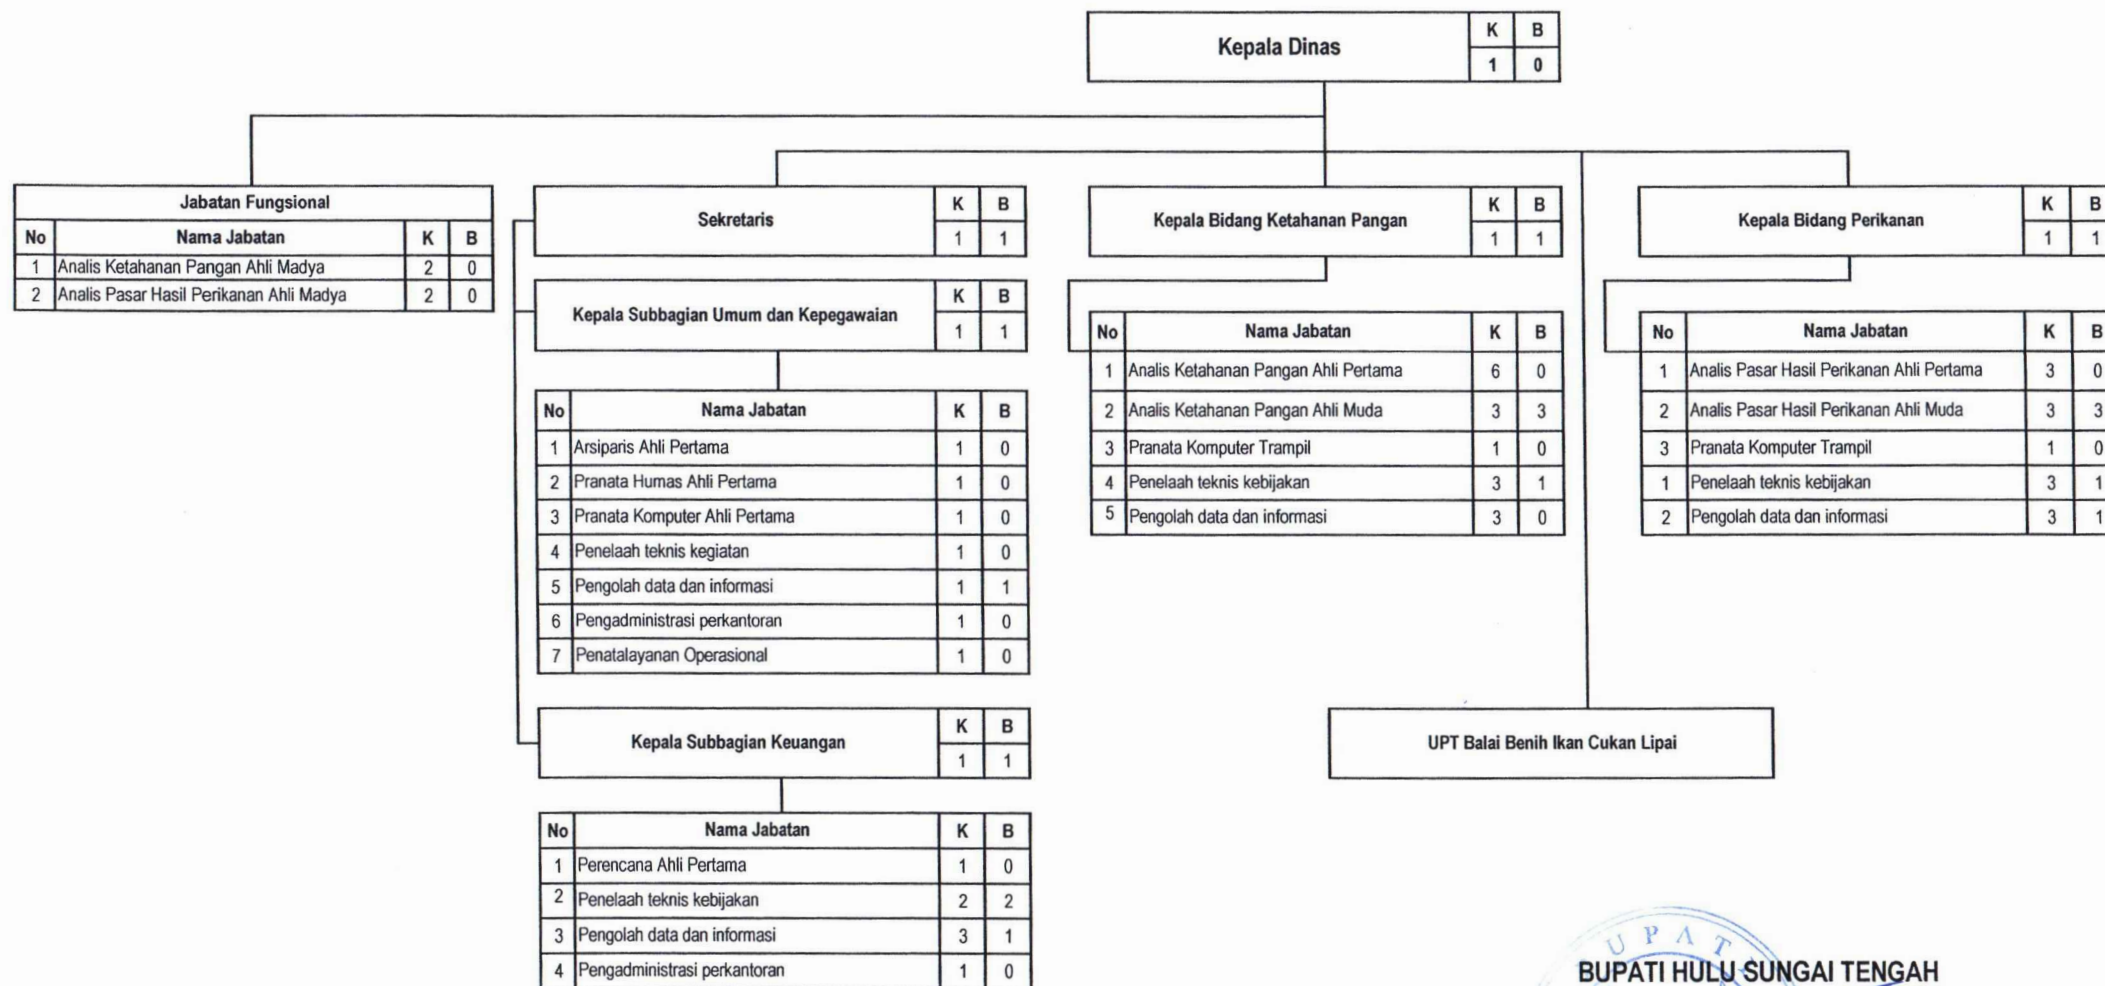 Kepala Dinas K B
1 0
Jabatan Fungsional
No Nama Jabatan K B
1 Analis Ketahanan Pangan Ahli Madya 2 0
2 Analis Pasar Hasil Perikanan Ahli Madya 2 0
Sekretaris K B
1 1
Kepala Subbagian Umum dan Kepegawaian K B
1 1
No Nama Jabatan K B
1 Arsiparis Ahli Pertama 1 0
2 Pranata Humas Ahli Pertama 1 0
3 Pranata Komputer Ahli Pertama 1 0
4 Penelaah teknis kegiatan 1 0
5 Pengolah data dan informasi 1 1
6 Pengadministrasi perkantoran 1 0
7 Penatalayanan Operasional 1 0
Kepala Subbagian Keuangan K B
1 1
No Nama Jabatan K B
1 Perencana Ahli Pertama 1 0
2 Penelaah teknis kebijakan 2 2
3 Pengolah data dan informasi 3 1
4 Pengadministrasi perkantoran 1 0
Kepala Bidang Ketahanan Pangan K B
1 1
No Nama Jabatan K B
1 Analis Ketahanan Pangan Ahli Pertama 6 0
2 Analis Ketahanan Pangan Ahli Muda 3 3
3 Pranata Komputer Trampil 1 0
4 Penelaah teknis kebijakan 3 1
5 Pengolah data dan informasi 3 0
Kepala Bidang Perikanan K B
1 1
No Nama Jabatan K B
1 Analis Pasar Hasil Perikanan Ahli Pertama 3 0
2 Analis Pasar Hasil Perikanan Ahli Muda 3 3
3 Pranata Komputer Trampil 1 0
1 Penelaah teknis kebijakan 3 1
2 Pengolah data dan informasi 3 1
UPT Balai Benih Ikan Cukan Lipai
UPAT
BUPATI HULU SUNGAI TENGAH